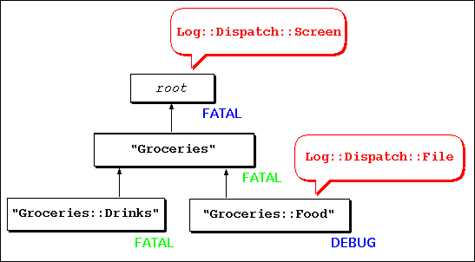 Log::Dispatch::Screen
root
FATAL
"Groceries"
Log::Dispatch::File
FATAL
"Groceries::Drinks"
"Groceries::Food"
FATAL
DEBUG